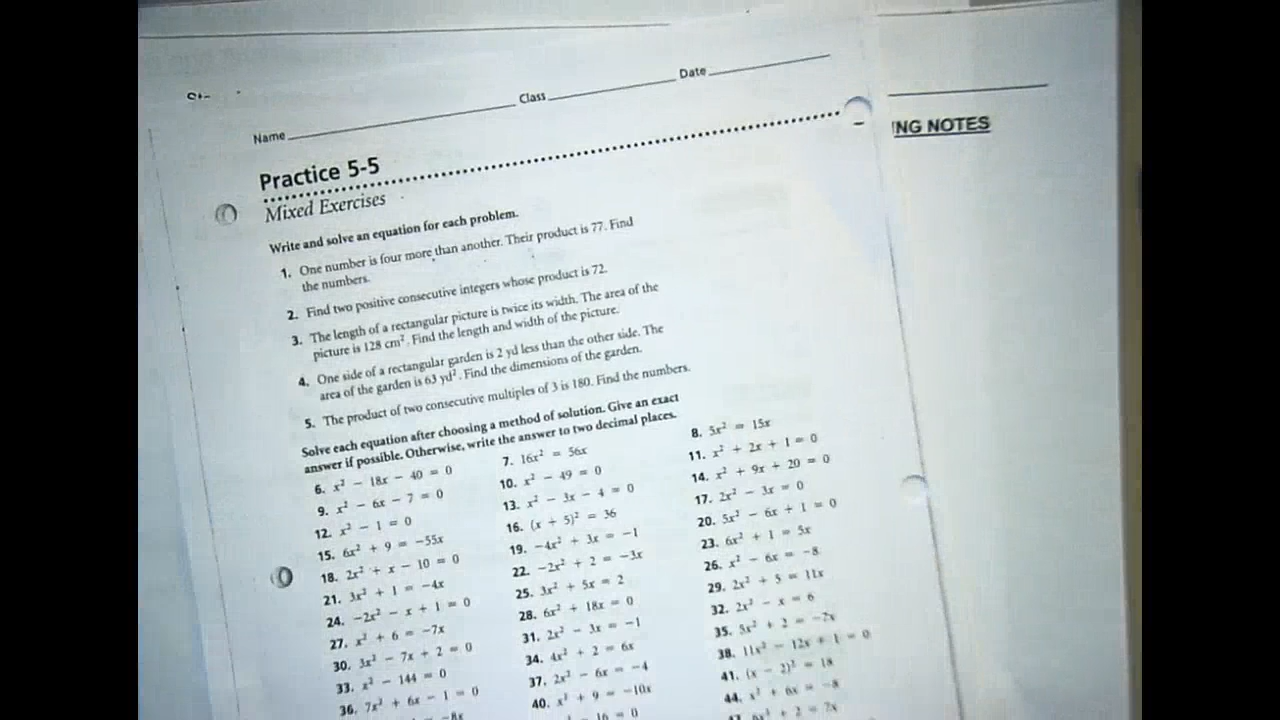 Name Class Date
ING NOTES
Practice 5-5
Mixed Exercises
Write and solve an equation for each problem.
1. One number is four more than another. Their product is 77. Find
the numbers.
2. Find two positive consecutive integers whose product is 72.
3. The length of a rectangular picture is twice its width. The area of the
picture is 128 cm². Find the length and width of the picture.
4. One side of a rectangular garden is 2 yd less than the other side. The
area of the garden is 63 yd². Find the dimensions of the garden.
5. The product of two consecutive multiples of 3 is 180. Find the numbers.
Solve each equation after choosing a method of solution. Give an exact
answer if possible. Otherwise, write the answer to two decimal places.
6. x² − 18x − 40 = 0 7. 16x² = 56x 8. 5x² = 15x
9. x² − 6x − 7 = 0 10. x² − 49 = 0 11. x² + 2x + 1 = 0
12. x² − 1 = 0 13. x² − 3x − 4 = 0 14. x² + 9x + 20 = 0
15. 6x² + 9 = −55x 16. (x + 5)² = 36 17. 2x² − 3x = 0
18. 2x² + x − 10 = 0 19. −4x² + 3x = −1 20. 5x² − 6x + 1 = 0
21. 3x² + 1 = −4x 22. −2x² + 2 = −3x 23. 6x² + 1 = 5x
24. −2x² − x + 1 = 0 25. 3x² + 5x = 2 26. x² − 6x = −8
27. x² + 6 = −7x 28. 6x² + 18x = 0 29. 2x² + 5 = 11x
30. 3x² − 7x + 2 = 0 31. 2x² − 3x = −1 32. 2x² − x = 6
33. x² − 144 = 0 34. 4x² + 2 = 6x 35. 5x² + 2 = −7x
36. 7x² + 6x − 1 = 0 37. 2x² − 6x = −4 38. 11x² − 12x + 1 = 0
40. x² + 9 = −10x 41. (x − 2)² = 18
− 16 = 0 44. x² + 6x = −8
= −8x + 2 = 7x